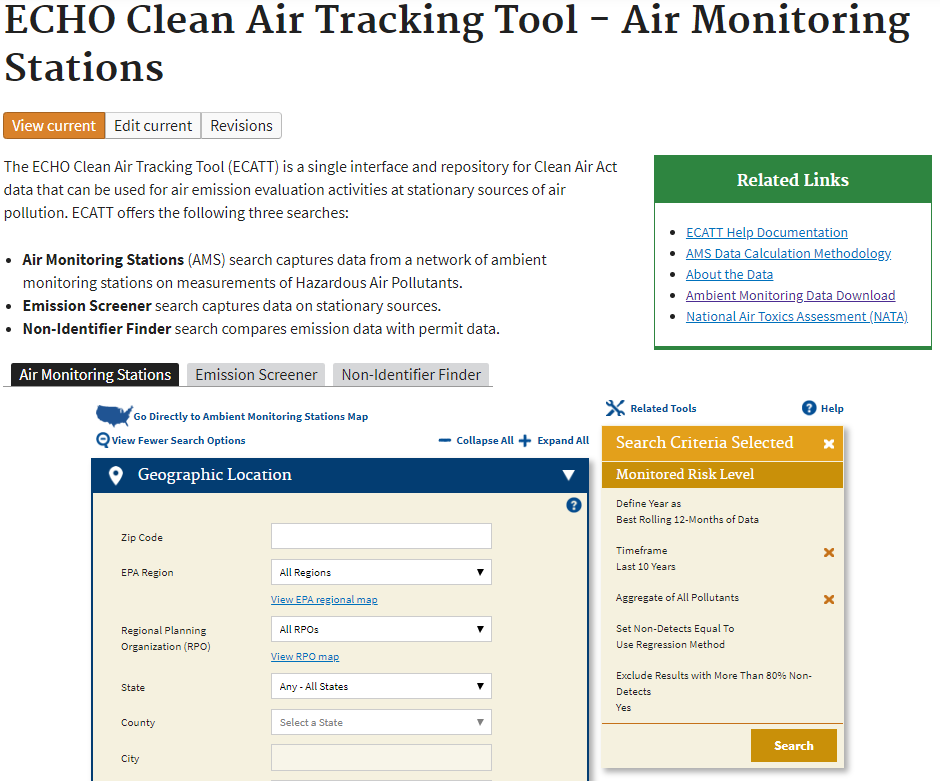 ECHO Clean Air Tracking Tool - Air Monitoring
Stations
View current
Edit current
Revisions
The ECHO Clean Air Tracking Tool (ECATT) is a single interface and repository for Clean Air Act
data that can be used for air emission evaluation activities at stationary sources of air
pollution. ECATT offers the following three searches:
• Air Monitoring Stations (AMS) search captures data from a network of ambient
monitoring stations on measurements of Hazardous Air Pollutants.
• Emission Screener search captures data on stationary sources.
• Non-Identifier Finder search compares emission data with permit data.
Related Links
• ECATT Help Documentation
• AMS Data Calculation Methodology
• About the Data
• Ambient Monitoring Data Download
• National Air Toxics Assessment (NATA)
Air Monitoring Stations
Emission Screener
Non-Identifier Finder
Go Directly to Ambient Monitoring Stations Map
View Fewer Search Options
Collapse All
Expand All
Geographic Location
?
Zip Code
EPA Region
All Regions
View EPA regional map
Regional Planning
Organization (RPO)
All RPOs
View RPO map
State
Any - All States
County
Select a State
City
Related Tools
? Help
Search Criteria Selected
Monitored Risk Level
Define Year as
Best Rolling 12-Months of Data
Timeframe
Last 10 Years
Aggregate of All Pollutants
Set Non-Detects Equal To
Use Regression Method
Exclude Results with More Than 80% Non-
Detects
Yes
Search